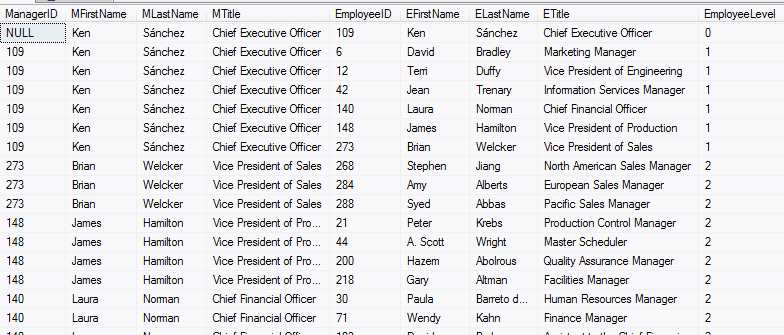 ManagerID MFirstName MLastName MTitle EmployeeID EFirstName ELastName ETitle EmployeeLevel
NULL Ken Sánchez Chief Executive Officer 109 Ken Sánchez Chief Executive Officer 0
109 Ken Sánchez Chief Executive Officer 6 David Bradley Marketing Manager 1
109 Ken Sánchez Chief Executive Officer 12 Terri Duffy Vice President of Engineering 1
109 Ken Sánchez Chief Executive Officer 42 Jean Trenary Information Services Manager 1
109 Ken Sánchez Chief Executive Officer 140 Laura Norman Chief Financial Officer 1
109 Ken Sánchez Chief Executive Officer 148 James Hamilton Vice President of Production 1
109 Ken Sánchez Chief Executive Officer 273 Brian Welcker Vice President of Sales 1
273 Brian Welcker Vice President of Sales 268 Stephen Jiang North American Sales Manager 2
273 Brian Welcker Vice President of Sales 284 Amy Alberts European Sales Manager 2
273 Brian Welcker Vice President of Sales 288 Syed Abbas Pacific Sales Manager 2
148 James Hamilton Vice President of Pro... 21 Peter Krebs Production Control Manager 2
148 James Hamilton Vice President of Pro... 44 A. Scott Wright Master Scheduler 2
148 James Hamilton Vice President of Pro... 200 Hazem Abolrous Quality Assurance Manager 2
148 James Hamilton Vice President of Pro... 218 Gary Altman Facilities Manager 2
140 Laura Norman Chief Financial Officer 30 Paula Barreto d... Human Resources Manager 2
140 Laura Norman Chief Financial Officer 71 Wendy Kahn Finance Manager 2